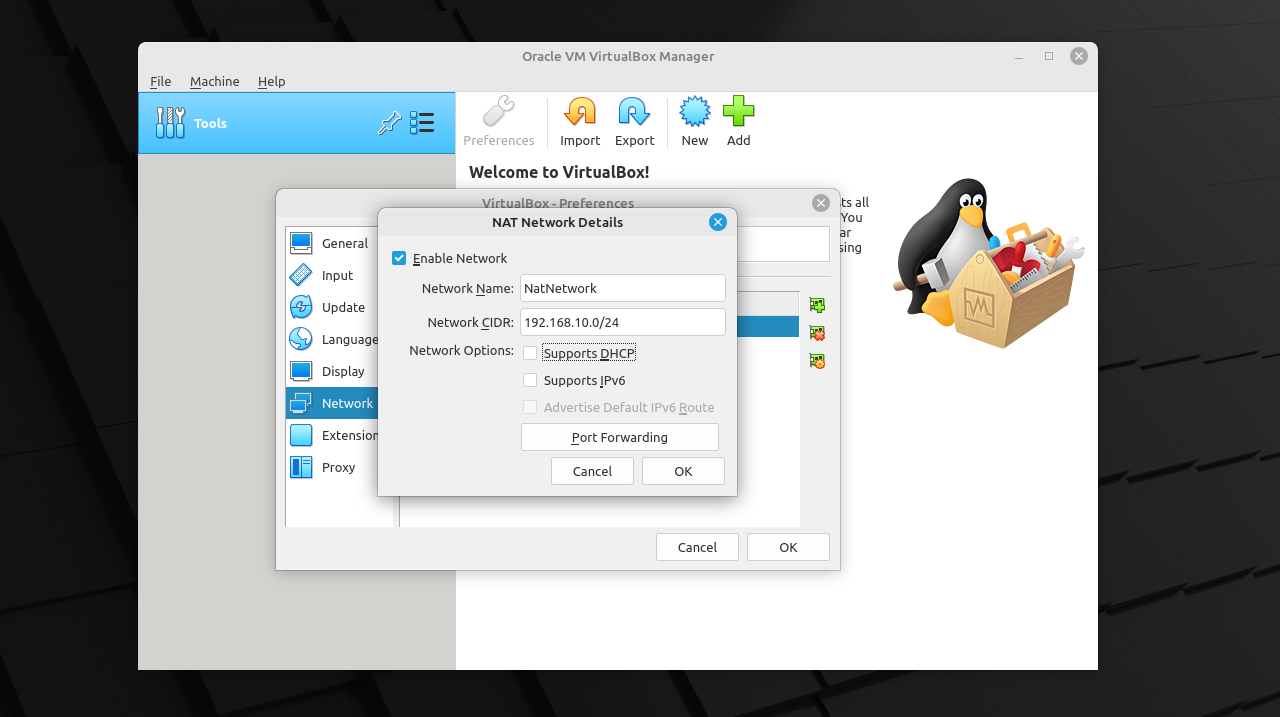 Oracle VM VirtualBox Manager
File Machine Help
Tools
Preferences Import Export New Add
Welcome to VirtualBox!
VirtualBox - Preferences
NAT Network Details
General
Input
Update
Language
Display
Network
Extension
Proxy
Enable Network
Network Name: NatNetwork
Network CIDR: 192.168.10.0/24
Network Options: Supports DHCP
Supports IPv6
Advertise Default IPv6 Route
Port Forwarding
Cancel OK
Cancel OK
all
You